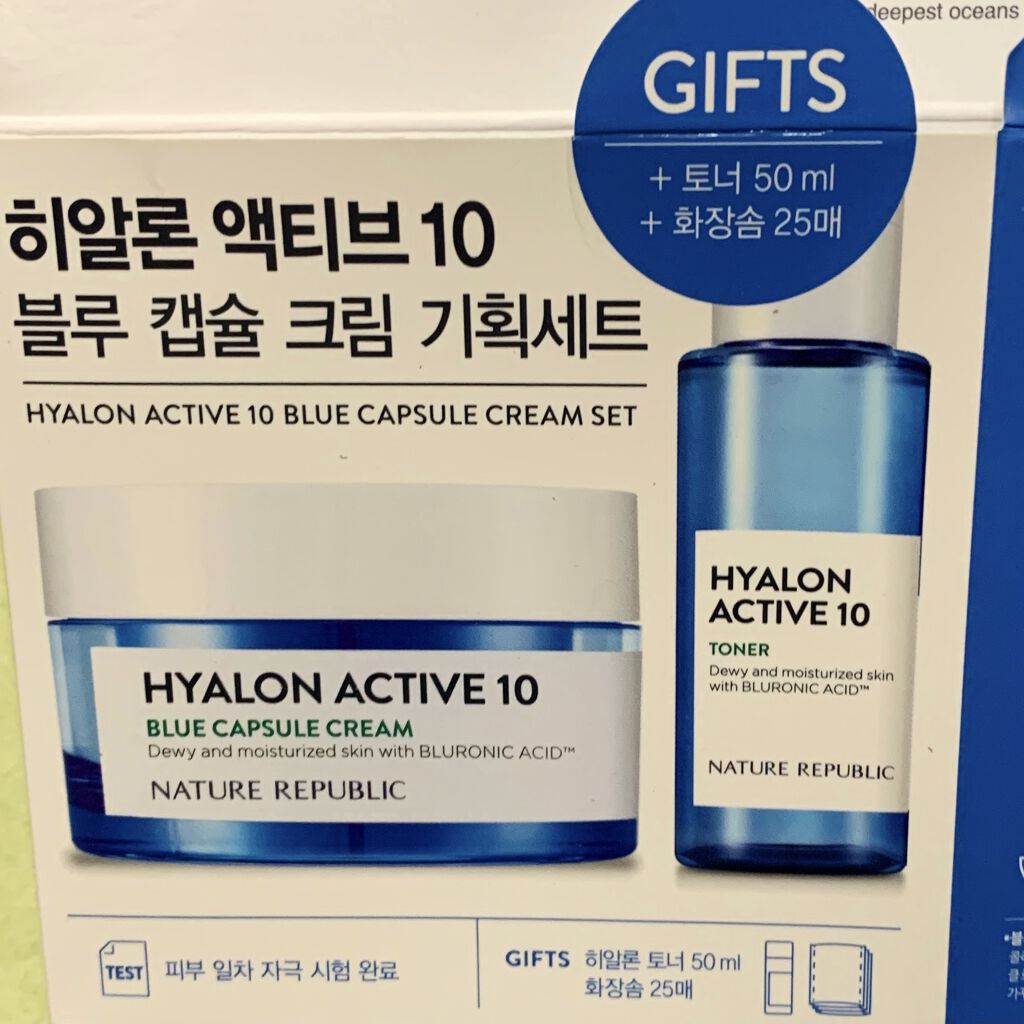 deepest oceans
GIFTS
+ 토너 50 ml
+ 화장솜 25매
히알론 액티브 10
블루 캡슐 크림 기획세트
HYALON ACTIVE 10 BLUE CAPSULE CREAM SET
HYALON ACTIVE 10
BLUE CAPSULE CREAM
Dewy and moisturized skin with BLURONIC ACID™
NATURE REPUBLIC
HYALON
ACTIVE 10
TONER
Dewy and moisturized skin
with BLURONIC ACID™
NATURE REPUBLIC
TEST
피부 일차 자극 시험 완료
GIFTS 히알론 토너 50 ml
화장솜 25매